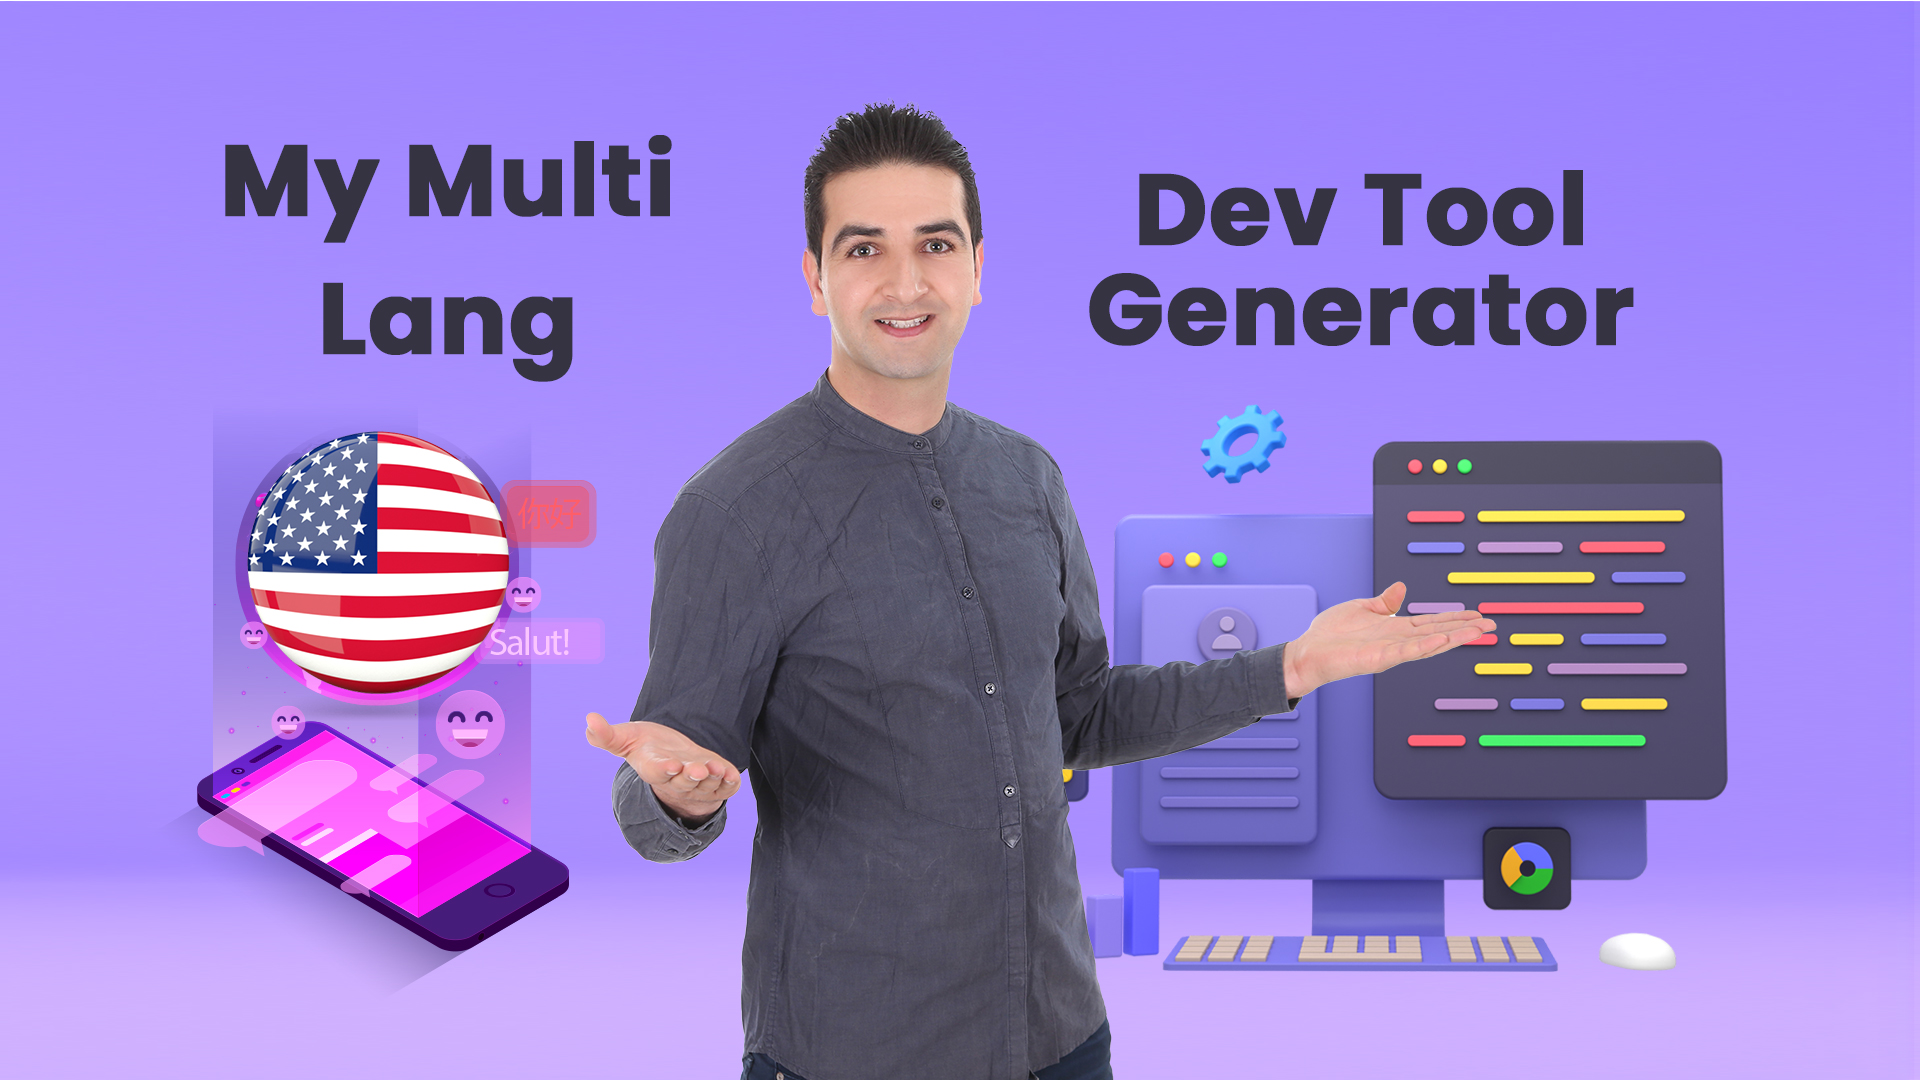 My Multi
Lang
Dev Tool
Generator
你好
Salut!